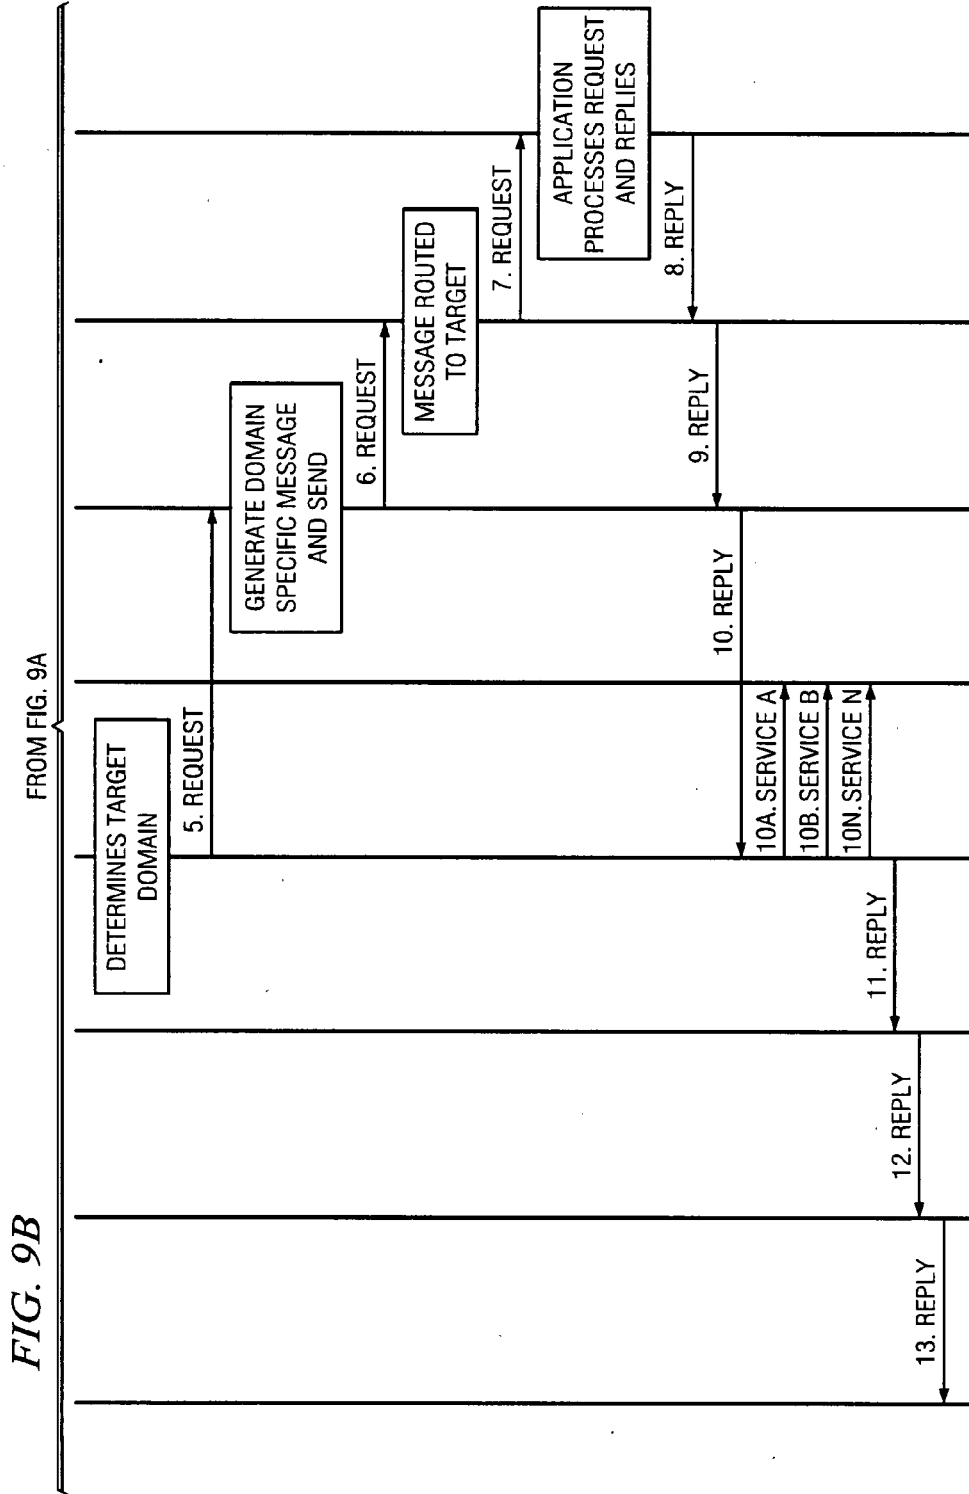 FIG. 9B
FROM FIG. 9A
DETERMINES TARGET
DOMAIN
5. REQUEST
GENERATE DOMAIN
SPECIFIC MESSAGE
AND SEND
6. REQUEST
MESSAGE ROUTED
TO TARGET
7. REQUEST
APPLICATION
PROCESSES REQUEST
AND REPLIES
8. REPLY
9. REPLY
10. REPLY
10A. SERVICE A
10B. SERVICE B
10N. SERVICE N
11. REPLY
12. REPLY
13. REPLY